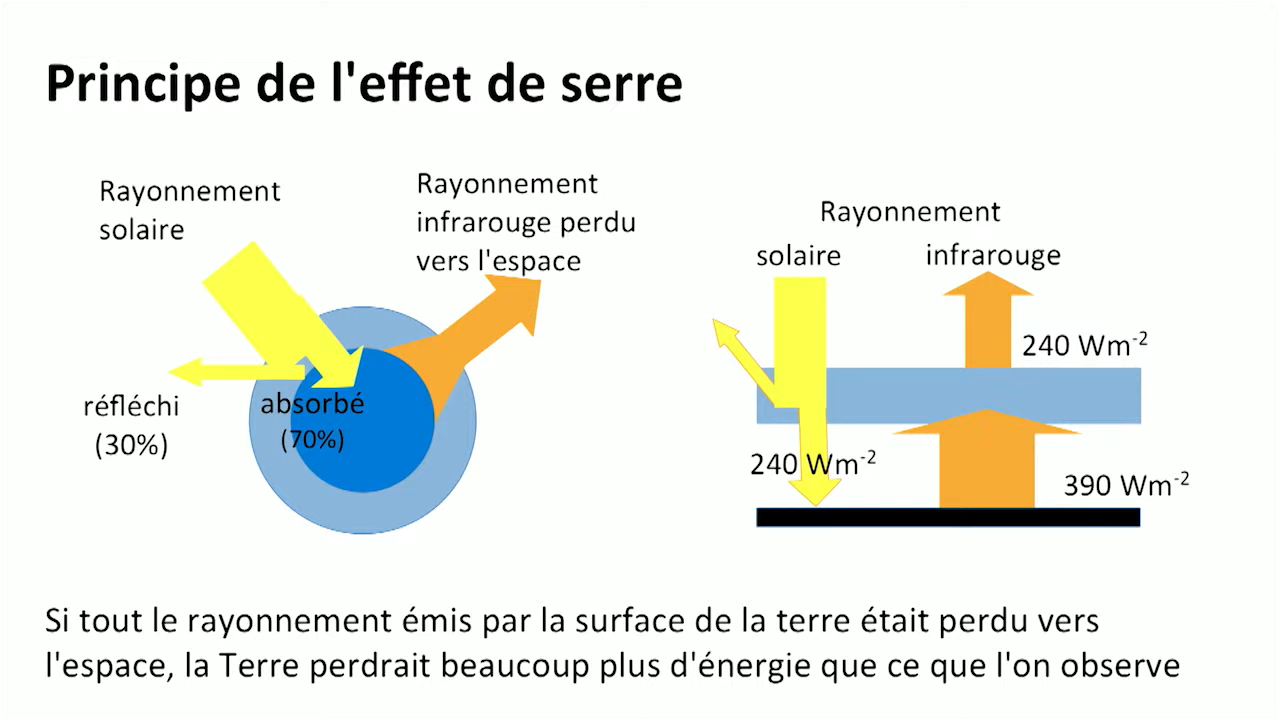 Principe de l'effet de serre
Rayonnement
solaire
Rayonnement
infrarouge perdu
vers l'espace
réfléchi
(30%)
absorbé
(70%)
Rayonnement
solaire
infrarouge
240 Wm-2
240 Wm-2
390 Wm-2
Si tout le rayonnement émis par la surface de la terre était perdu vers
l'espace, la Terre perdrait beaucoup plus d'énergie que ce que l'on observe